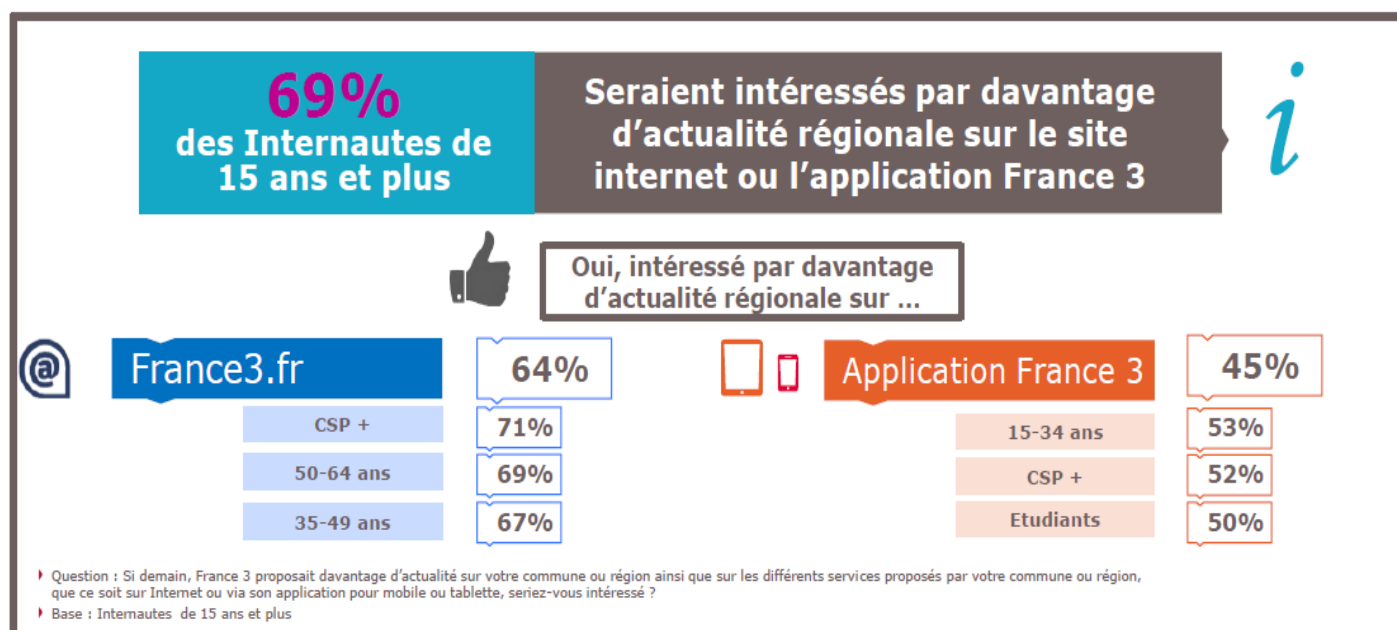 69%
des Internautes de
15 ans et plus
Seraient intéressés par davantage
d'actualité régionale sur le site
internet ou l'application France 3
i
Oui, intéressé par davantage
d'actualité régionale sur ...
@
France3.fr
64%
CSP +
71%
50-64 ans
69%
35-49 ans
67%
Application France 3
45%
15-34 ans
53%
CSP +
52%
Etudiants
50%
Question : Si demain, France 3 proposait davantage d'actualité sur votre commune ou région ainsi que sur les différents services proposés par votre commune ou région,
que ce soit sur Internet ou via son application pour mobile ou tablette, seriez-vous intéressé ?
Base : Internautes de 15 ans et plus